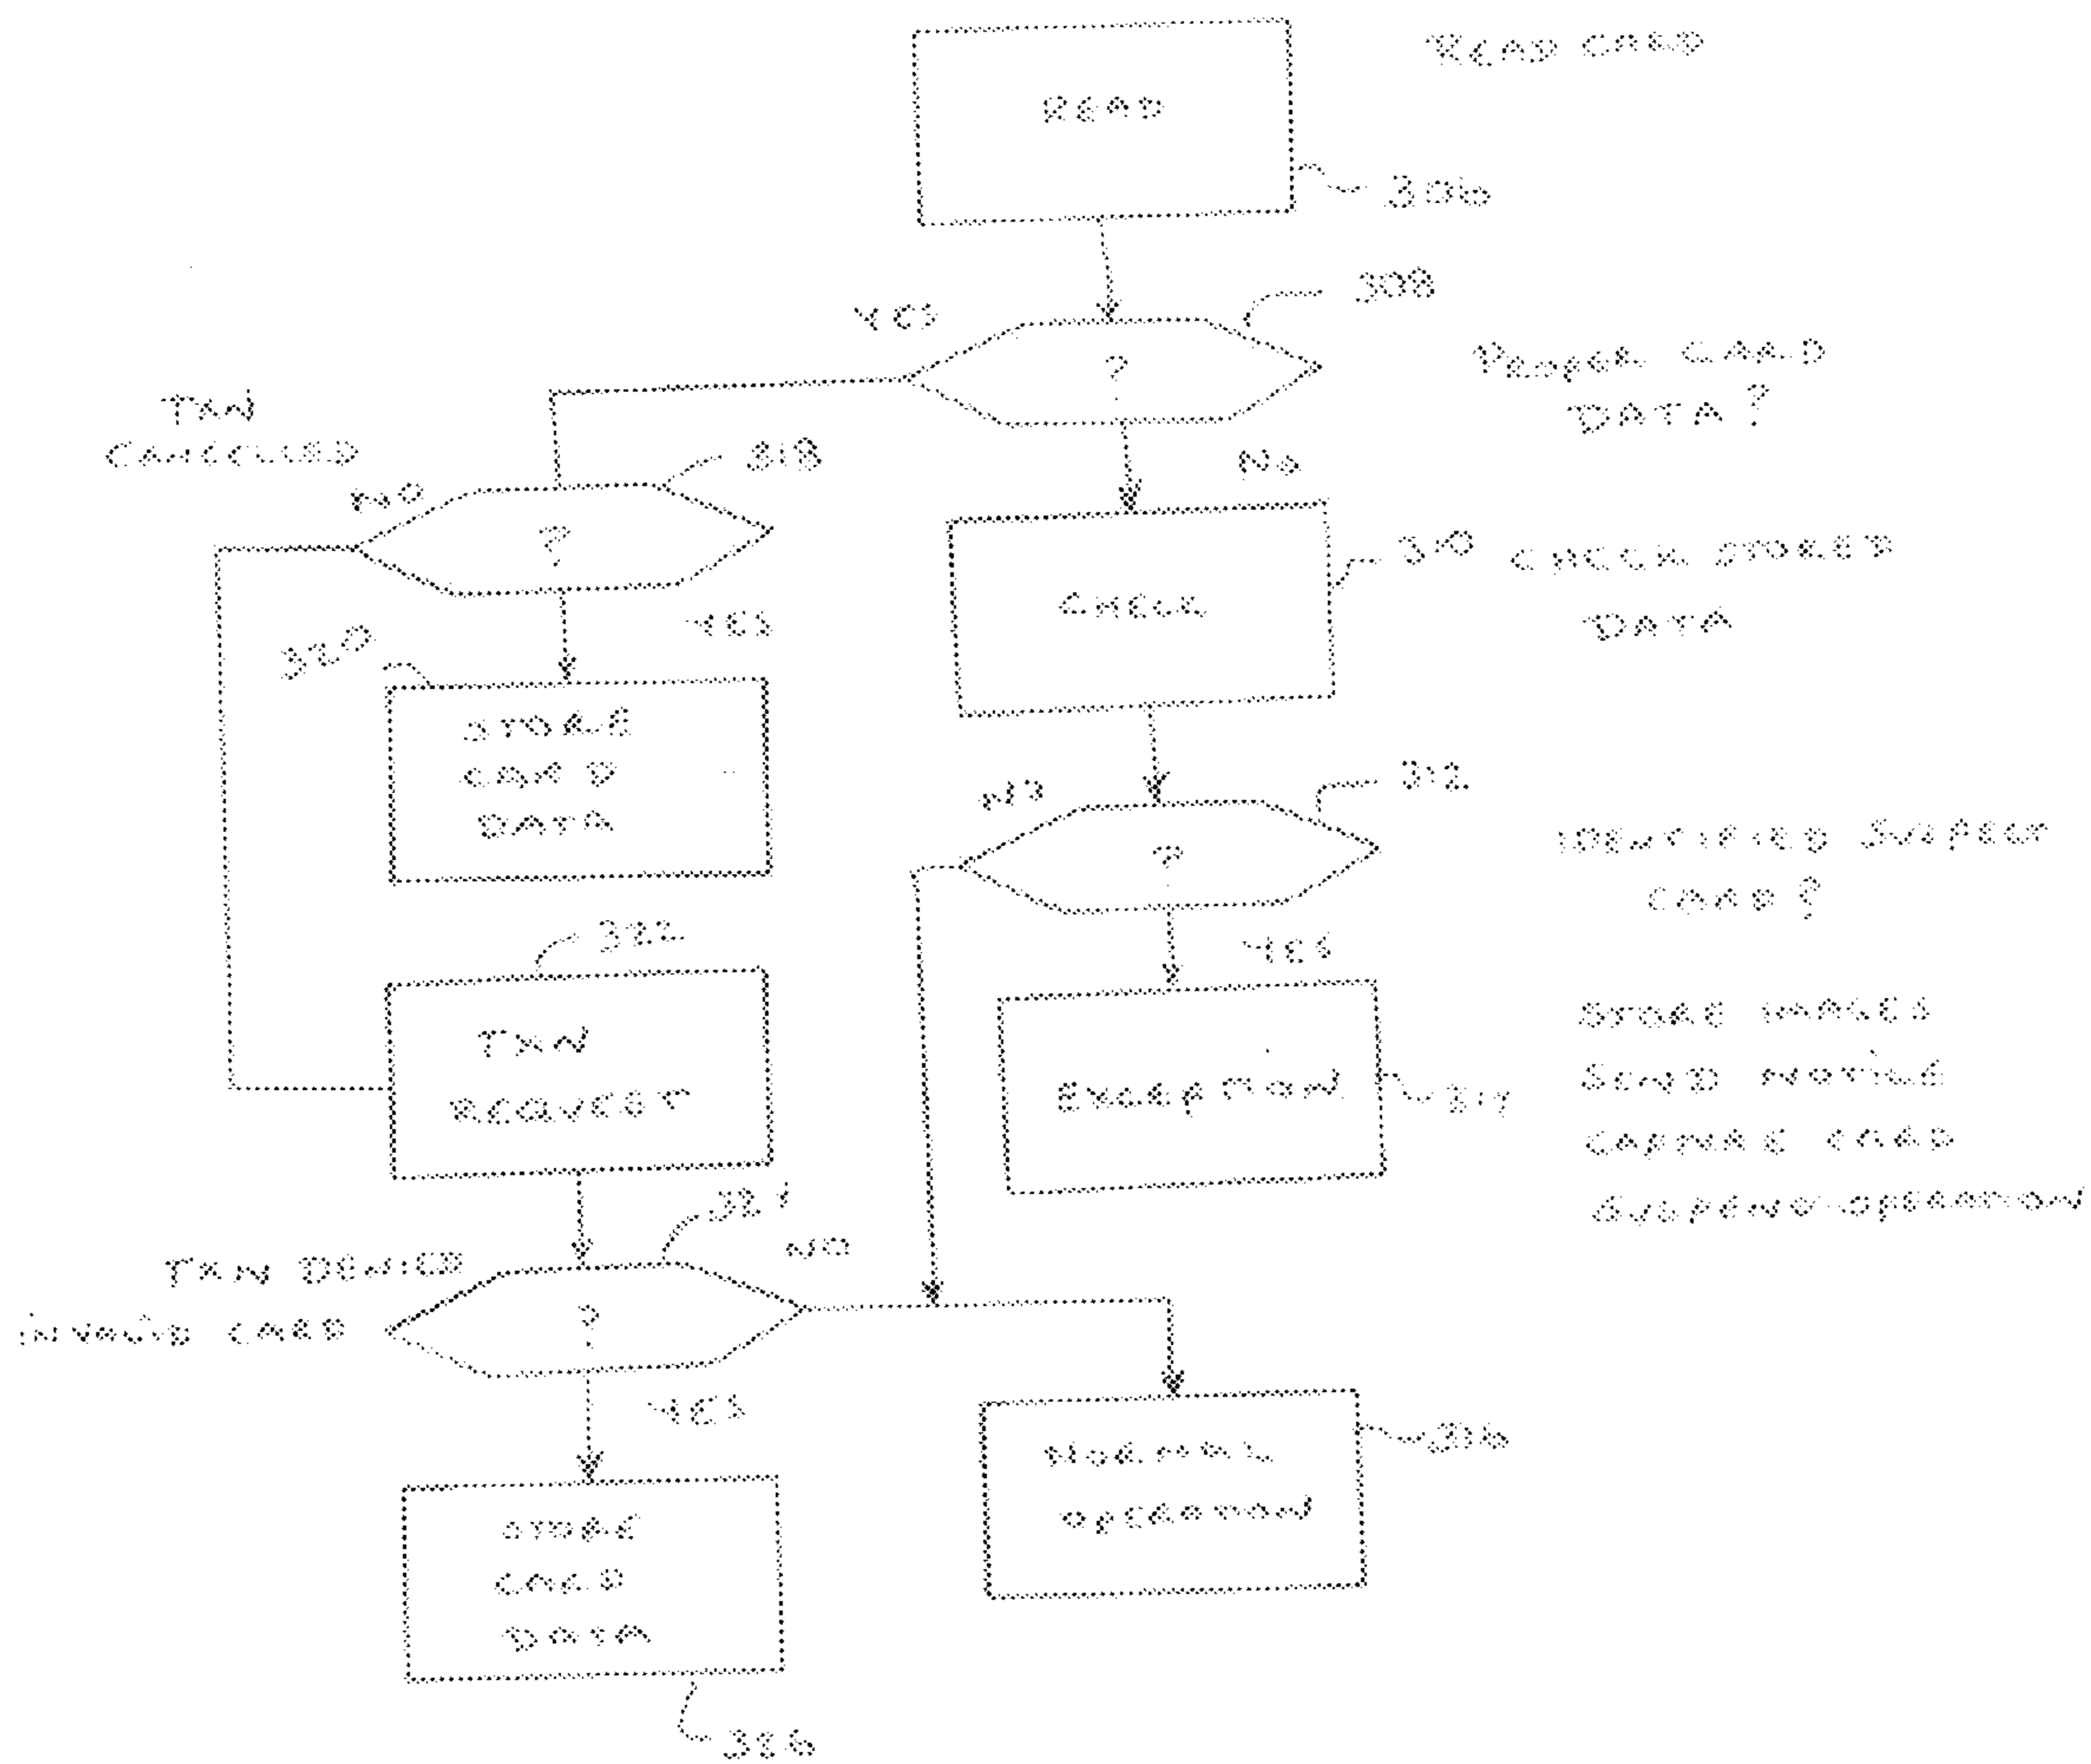 READ CARD
READ
306
308
YES
?
PROPER CARD
DATA?
TXN
CANCELLED
318
NO
NO
?
310
CHECK STORED
CHECK
DATA
YES
320
STORE
CARD
DATA
NO
312
?
IDENTIFIED SUSPECT
CARD?
322
YES
TXN
REQUEST
STORE IMAGES
SEND NOTICE
EXCEPTION
314
CAPTURE CARD
SUSPEND OPERATION
324
NO
TXN DENIED
INVALID CARD
?
YES
NORMAL
OPERATION
316
STORE
CARD
DATA
326